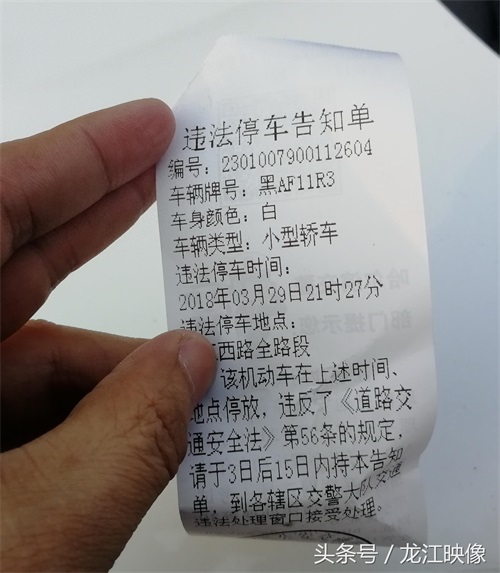 违法停车告知单
编号：2301007900112604
车辆牌号：黑AF11R3
车身颜色：白
车辆类型：小型轿车
违法停车时间：
2018年03月29日21时27分
违法停车地点：
西路全路段
该机动车在上述时间、
地点停放，违反了《道路交
通安全法》第56条的规定，
请于3日后15日内持本告知
单，到各辖区交警大队交通
违法处理窗口接受处理。
头条号／龙江映像